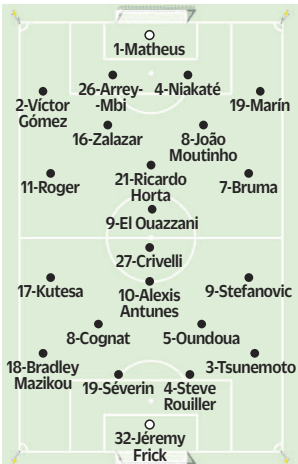 1-Matheus
26-Arrey-
-Mbi
4-Niakaté
2-Víctor
Gómez
19-Marín
16-Zalazar
8-João
Moutinho
11-Roger
21-Ricardo
Horta
7-Bruma
9-El Ouazzani
27-Crivelli
17-Kutesa
10-Alexis
Antunes
9-Stefanovic
8-Cognat
5-Oundoua
18-Bradley
Mazikou
3-Tsunemoto
19-Séverin
4-Steve
Rouiller
32-Jéremy
Frick